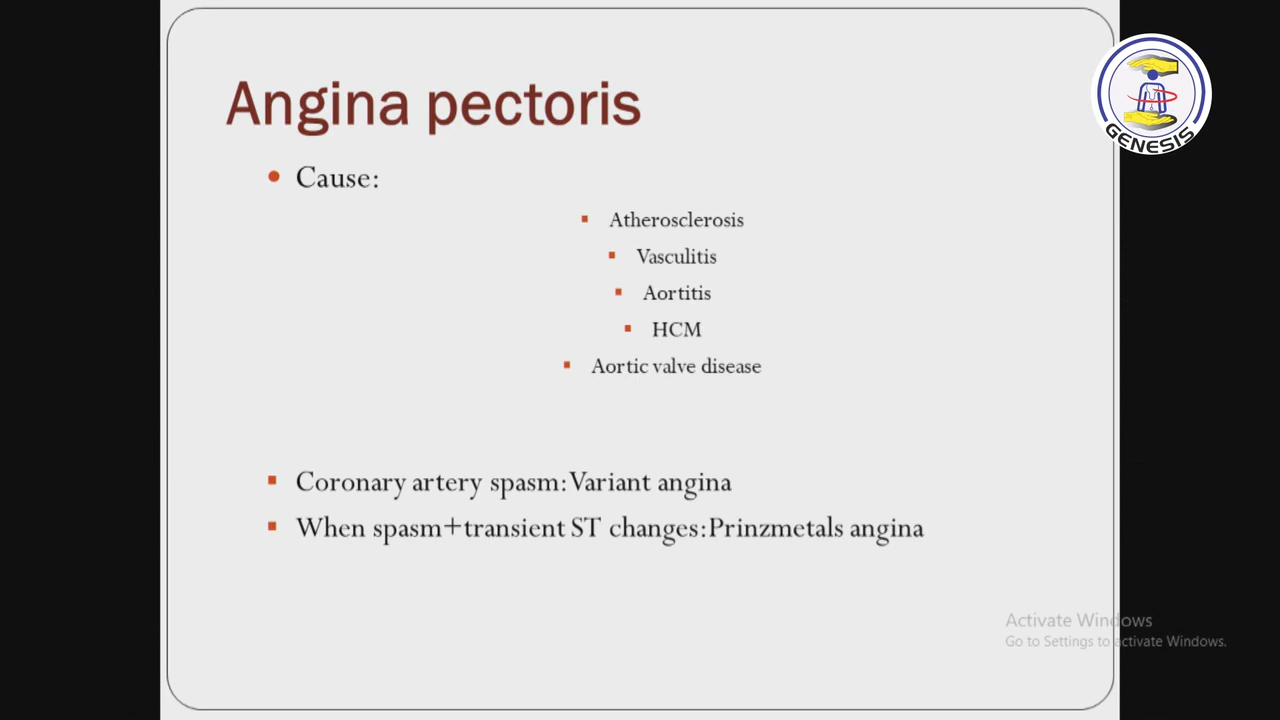 Angina pectoris
GENESIS
• Cause:
▪ Atherosclerosis
▪ Vasculitis
▪ Aortitis
▪ HCM
▪ Aortic valve disease
▪ Coronary artery spasm:Variant angina
▪ When spasm+transient ST changes:Prinzmetals angina
Activate Windows
Go to Settings to activate Windows.